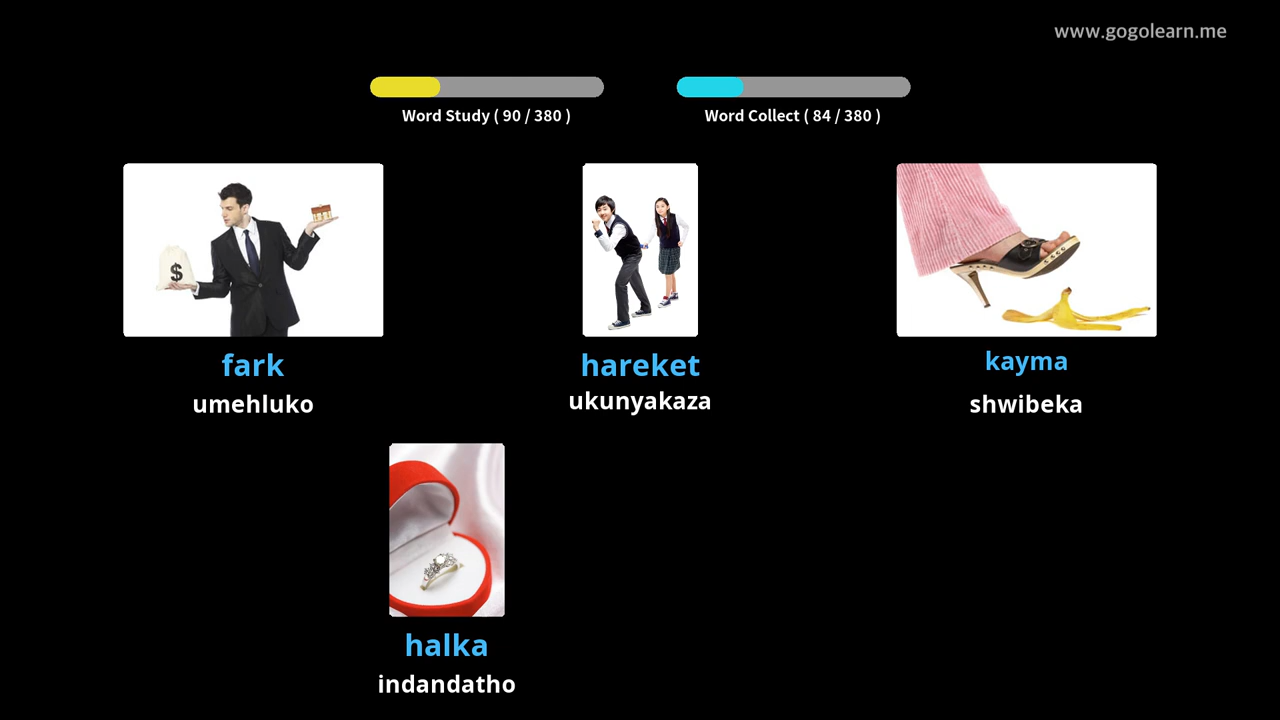 www.gogolearn.me
Word Study ( 90 / 380 )
Word Collect ( 84 / 380 )
$
fark
umehluko
hareket
ukunyakaza
kayma
shwibeka
halka
indandatho